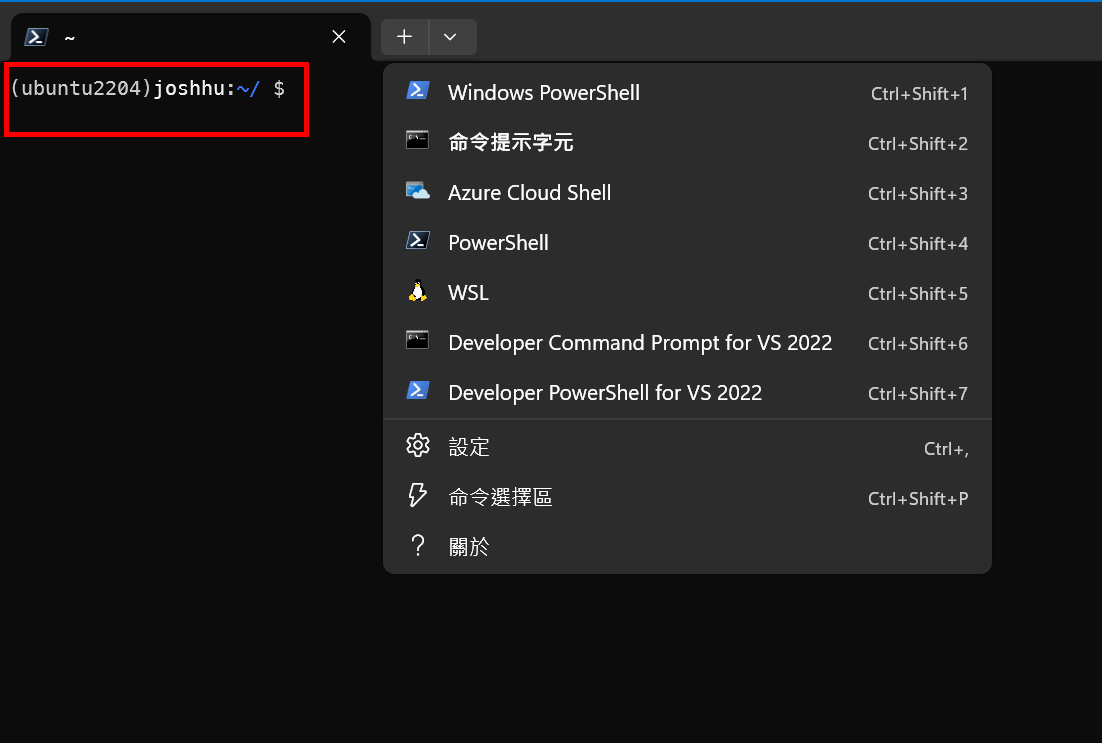 ~
(ubuntu2204)joshhu:~/ $
Windows PowerShell Ctrl+Shift+1
命令提示字元 Ctrl+Shift+2
Azure Cloud Shell Ctrl+Shift+3
PowerShell Ctrl+Shift+4
WSL Ctrl+Shift+5
Developer Command Prompt for VS 2022 Ctrl+Shift+6
Developer PowerShell for VS 2022 Ctrl+Shift+7
設定 Ctrl+,
命令選擇區 Ctrl+Shift+P
關於